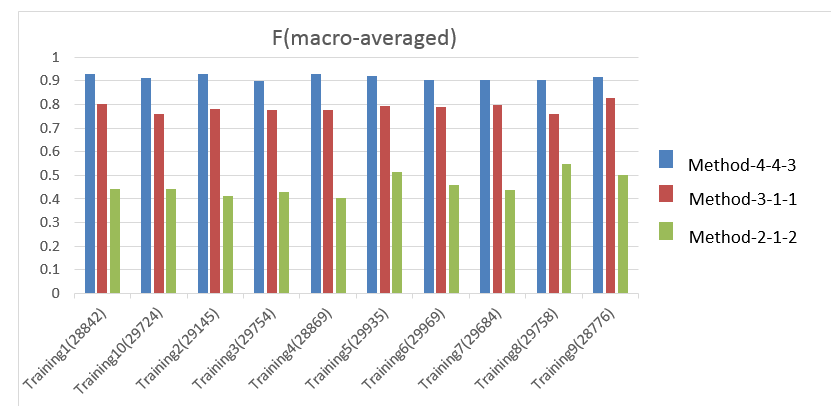 F(macro-averaged)
1
0.9
0.8
0.7
0.6
0.5
0.4
0.3
0.2
0.1
0
Training1(28842)
Training10(29724)
Training2(29145)
Training3(29754)
Training4(28869)
Training5(29935)
Training6(29969)
Training7(29684)
Training8(29758)
Training9(28776)
Method-4-4-3
Method-3-1-1
Method-2-1-2